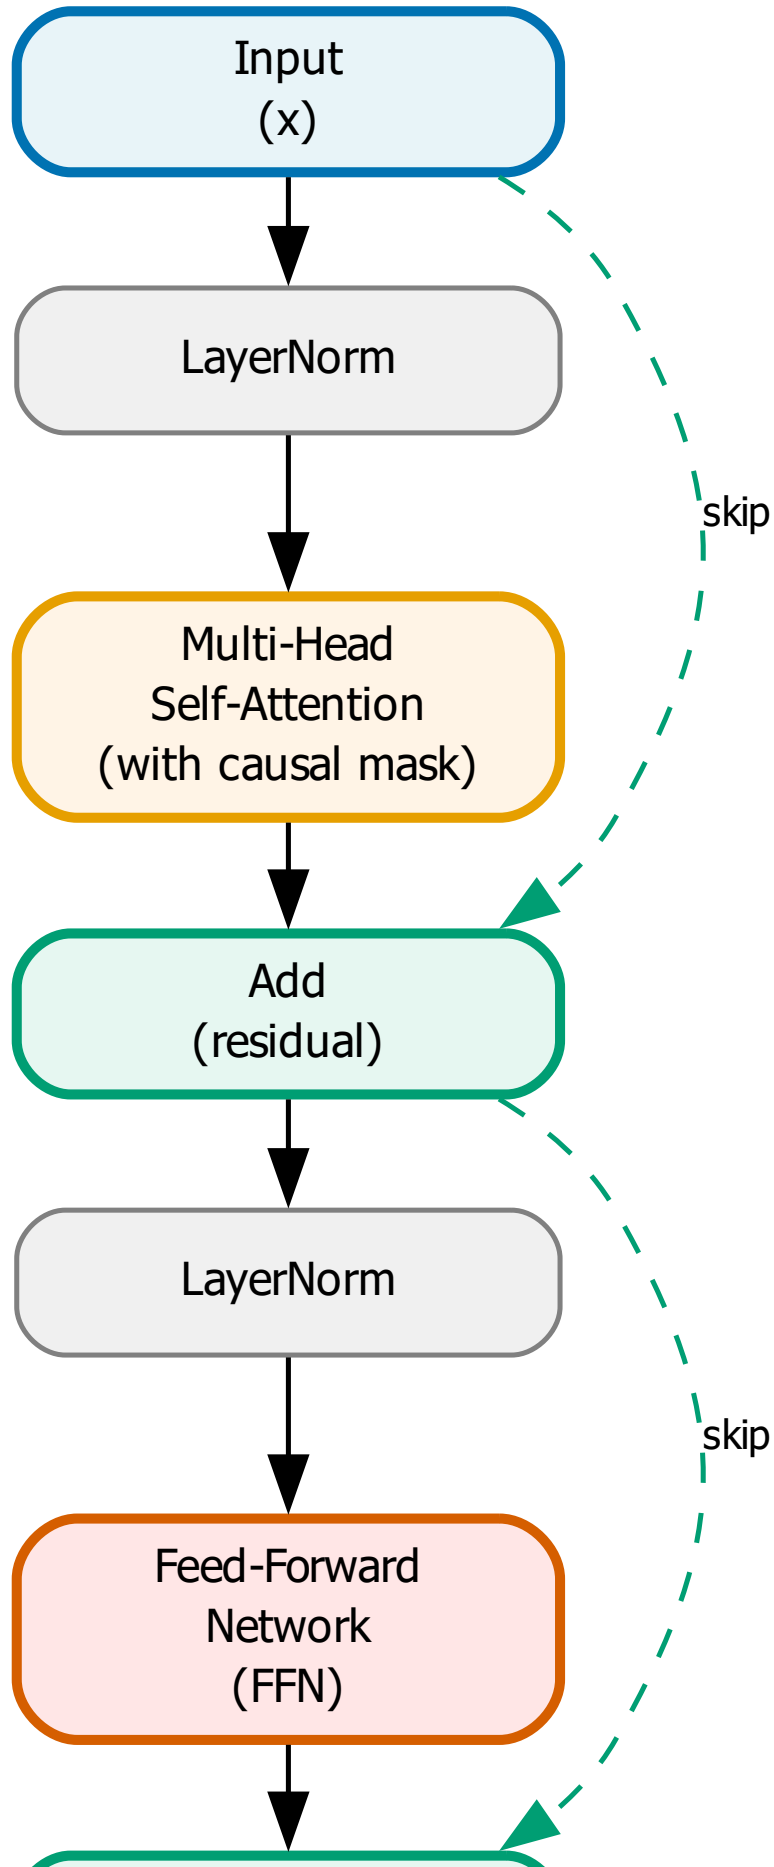 Input
(x)
LayerNorm
skip
Multi-Head
Self-Attention
(with causal mask)
Add
(residual)
LayerNorm
skip
Feed-Forward
Network
(FFN)